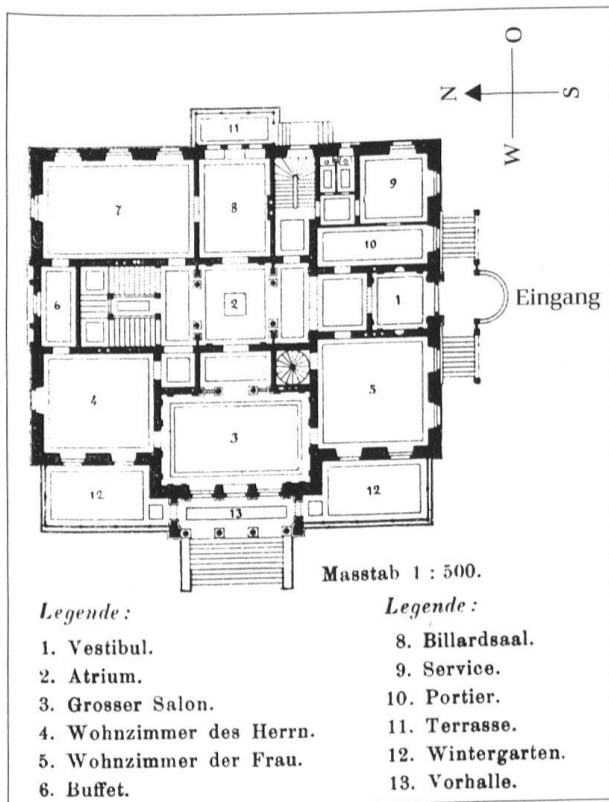 O
N
S
W
11
7
8
9
10
6
2
1
Eingang
4
5
3
12
12
13
Masstab 1 : 500.
Legende :
1. Vestibul.
2. Atrium.
3. Grosser Salon.
4. Wohnzimmer des Herrn.
5. Wohnzimmer der Frau.
6. Buffet.
Legende :
8. Billardsaal.
9. Service.
10. Portier.
11. Terrasse.
12. Wintergarten.
13. Vorhalle.